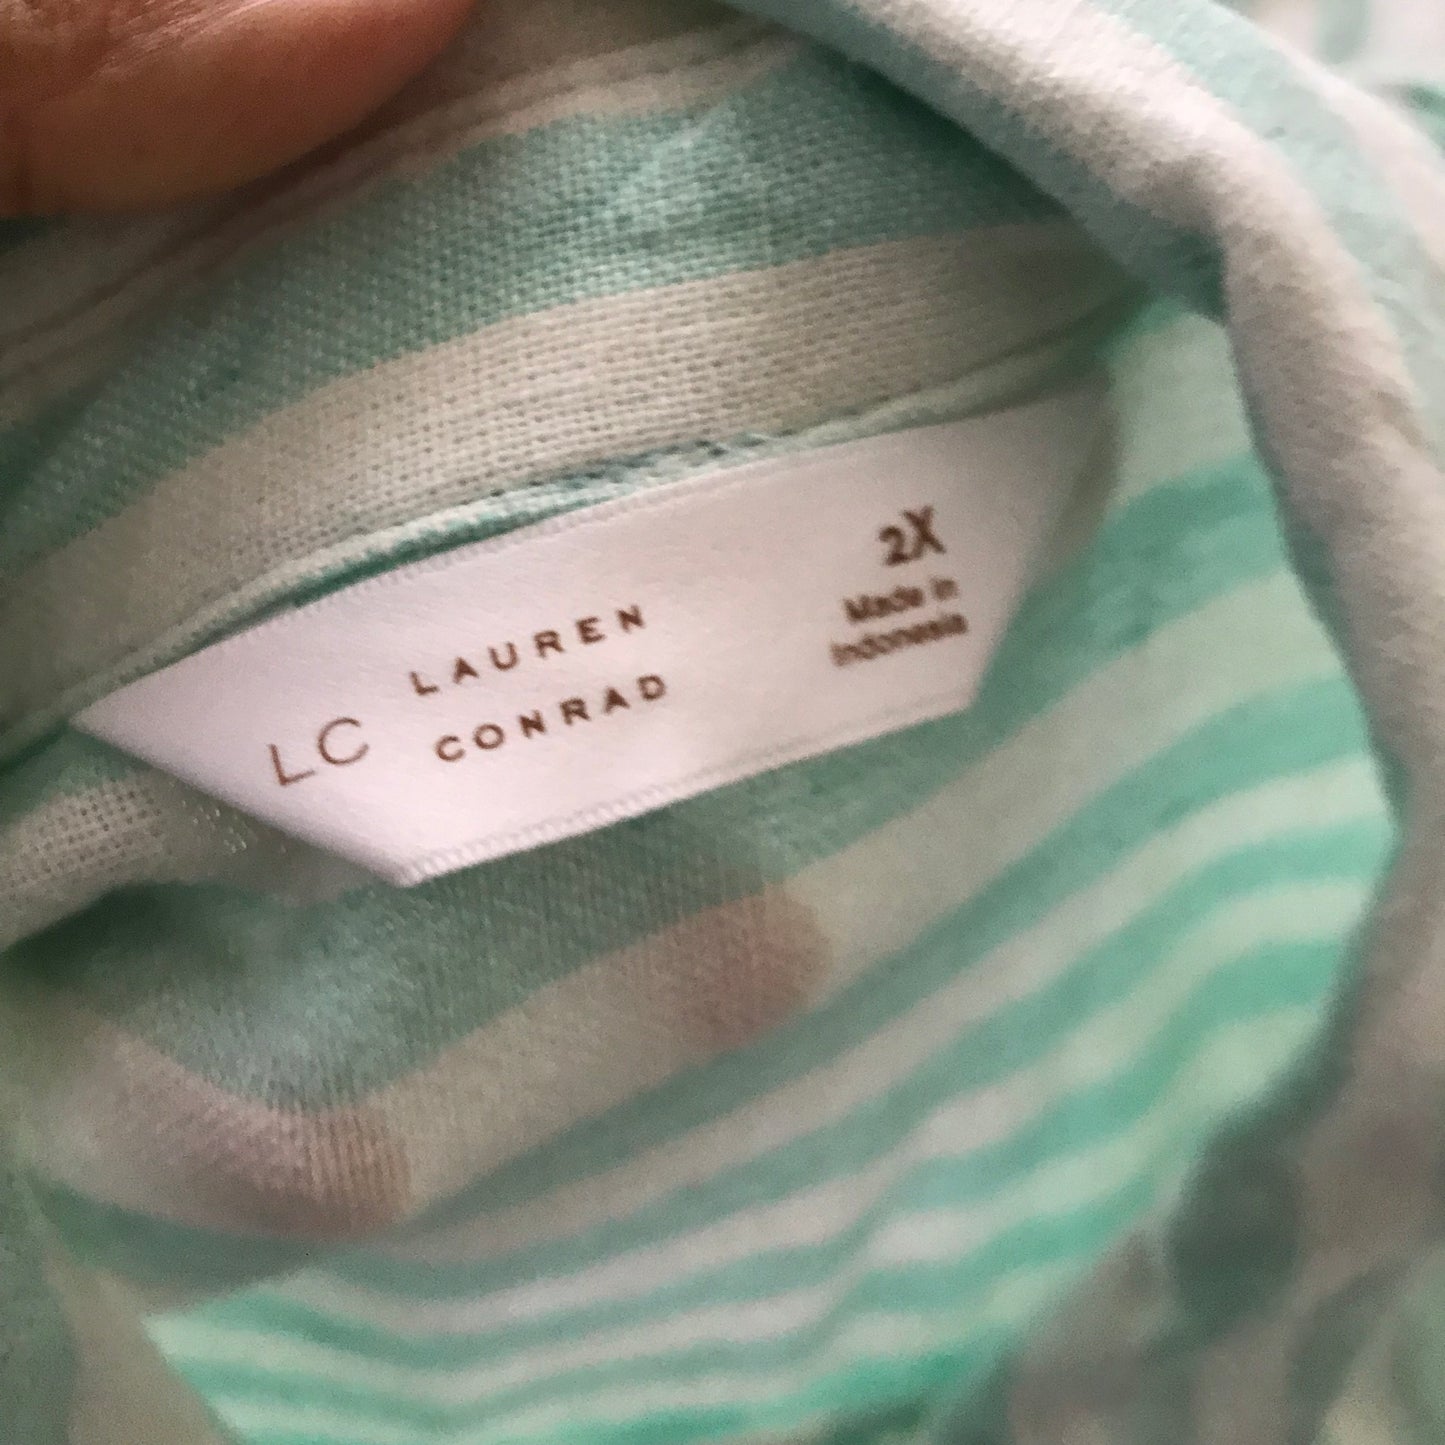 LC
LAUREN
CONRAD
2X
Made in
Indonesia